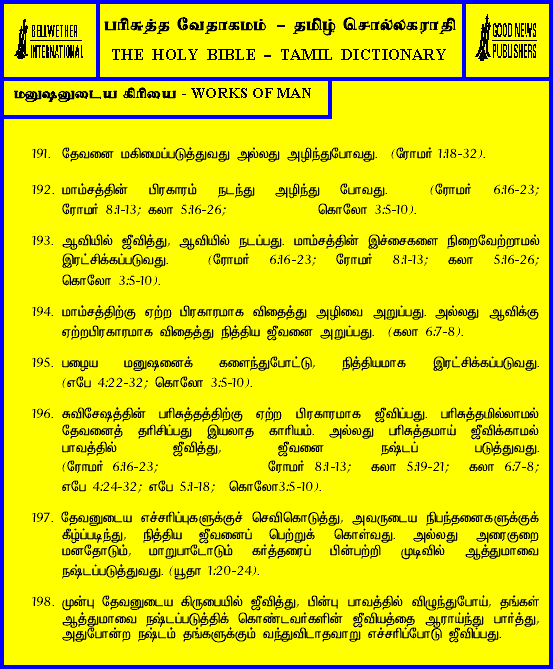 BELLWETHER
INTERNATIONAL
பரிசுத்த வேதாகமம் – தமிழ் சொல்லகராதி
THE HOLY BIBLE – TAMIL DICTIONARY
GOOD NEWS
PUBLISHERS
மனுஷனுடைய கிரியை - WORKS OF MAN
191. தேவனை மகிமைப்படுத்துவது அல்லது அழிந்துபோவது. (ரோமர் 1:18-32).
192. மாம்சத்தின் பிரகாரம் நடந்து அழிந்து போவது. (ரோமர் 6:16-23;
ரோமர் 8:1-13; கலா 5:16-26; கொலோ 3:5-10).
193. ஆவியில் ஜீவித்து, ஆவியில் நடப்பது. மாம்சத்தின் இச்சைகளை நிறைவேற்றாமல்
இரட்சிக்கப்படுவது. (ரோமர் 6:16-23; ரோமர் 8:1-13; கலா 5:16-26;
கொலோ 3:5-10).
194. மாம்சத்திற்கு ஏற்ற பிரகாரமாக விதைத்து அழிவை அறுப்பது. அல்லது ஆவிக்கு
ஏற்றபிரகாரமாக விதைத்து நித்திய ஜீவனை அறுப்பது. (கலா 6:7-8).
195. பழைய மனுஷனைக் களைந்துபோட்டு, நித்தியமாக இரட்சிக்கப்படுவது.
(எபே 4:22-32; கொலோ 3:5-10).
196. சுவிசேஷத்தின் பரிசுத்தத்திற்கு ஏற்ற பிரகாரமாக ஜீவிப்பது. பரிசுத்தமில்லாமல்
தேவனைத் தரிசிப்பது இயலாத காரியம். அல்லது பரிசுத்தமாய் ஜீவிக்காமல்
பாவத்தில் ஜீவித்து, ஜீவனை நஷ்டப் படுத்துவது.
(ரோமர் 6:16-23; ரோமர் 8:1-13; கலா 5:19-21; கலா 6:7-8;
எபே 4:24-32; எபே 5:1-18; கொலோ3:5-10).
197. தேவனுடைய எச்சரிப்புகளுக்குச் செவிகொடுத்து, அவருடைய நிபந்தனைகளுக்குக்
கீழ்ப்படிந்து, நித்திய ஜீவனைப் பெற்றுக் கொள்வது. அல்லது அரைகுறை
மனதோடும், மாறுபாடோடும் கர்த்தரைப் பின்பற்றி முடிவில் ஆத்துமாவை
நஷ்டப்படுத்துவது. (யூதா 1:20-24).
198. முன்பு தேவனுடைய கிருபையில் ஜீவித்து, பின்பு பாவத்தில் விழுந்துபோய், தங்கள்
ஆத்துமாவை நஷ்டப்படுத்திக் கொண்டவர்களின் ஜீவியத்தை ஆராய்ந்து பார்த்து,
அதுபோன்ற நஷ்டம் தங்களுக்கும் வந்துவிடாதவாறு எச்சரிப்போடு ஜீவிப்பது.